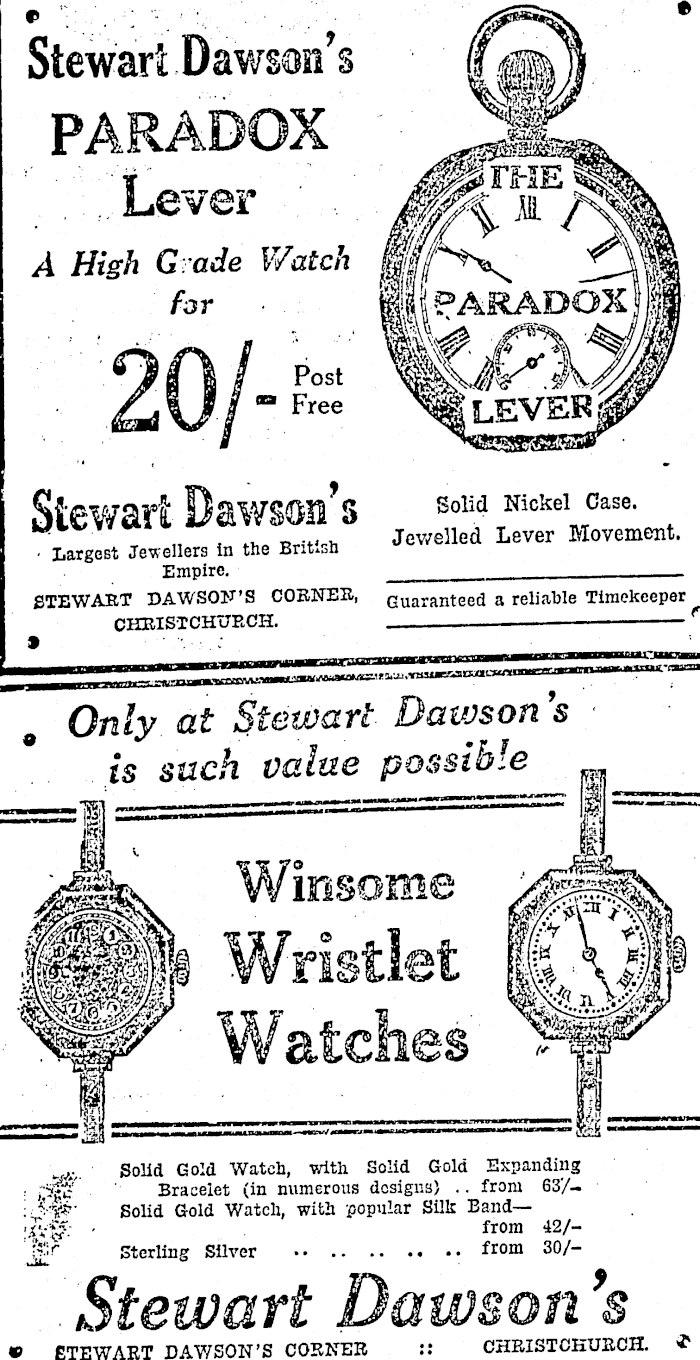 Stewart Dawson's
PARADOX
Lever
A High Grade Watch
for
20/- Post Free
Stewart Dawson's
Largest Jewellers in the British
Empire.
STEWART DAWSON'S CORNER,
CHRISTCHURCH.
THE
PARADOX
LEVER
Solid Nickel Case.
Jewelled Lever Movement.
Guaranteed a reliable Timekeeper
Only at Stewart Dawson's
is such value possible
Winsome
Wristlet
Watches
Solid Gold Watch, with Solid Gold Expanding
Bracelet (in numerous designs) .. from 63/-
Solid Gold Watch, with popular Silk Band—
from 42/-
Sterling Silver .. .. .. .. .. from 30/-
Stewart Dawson's
STEWART DAWSON'S CORNER :: CHRISTCHURCH.